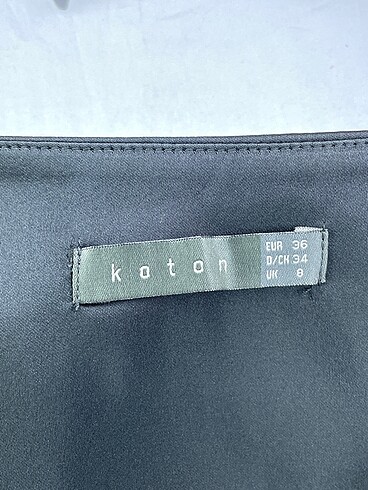 koton
EUR 36
D/CH 34
UK 8